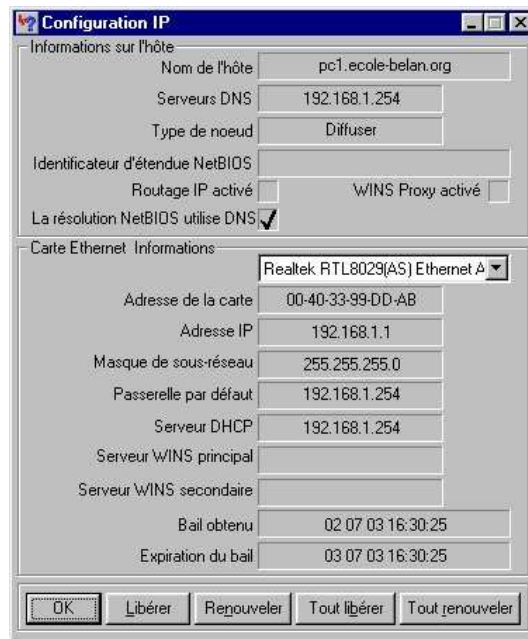 Configuration IP
Informations sur l'hôte
Nom de l'hôte pc1.ecole-belan.org
Serveurs DNS 192.168.1.254
Type de noeud Diffuser
Identificateur d'étendue NetBIOS
Routage IP activé WINS Proxy activé
La résolution NetBIOS utilise DNS
Carte Ethernet Informations
Realtek RTL8029(AS) Ethernet A
Adresse de la carte 00-40-33-99-DD-AB
Adresse IP 192.168.1.1
Masque de sous-réseau 255.255.255.0
Passerelle par défaut 192.168.1.254
Serveur DHCP 192.168.1.254
Serveur WINS principal
Serveur WINS secondaire
Bail obtenu 02 07 03 16:30:25
Expiration du bail 03 07 03 16:30:25
OK Libérer Renouveler Tout libérer Tout renouveler